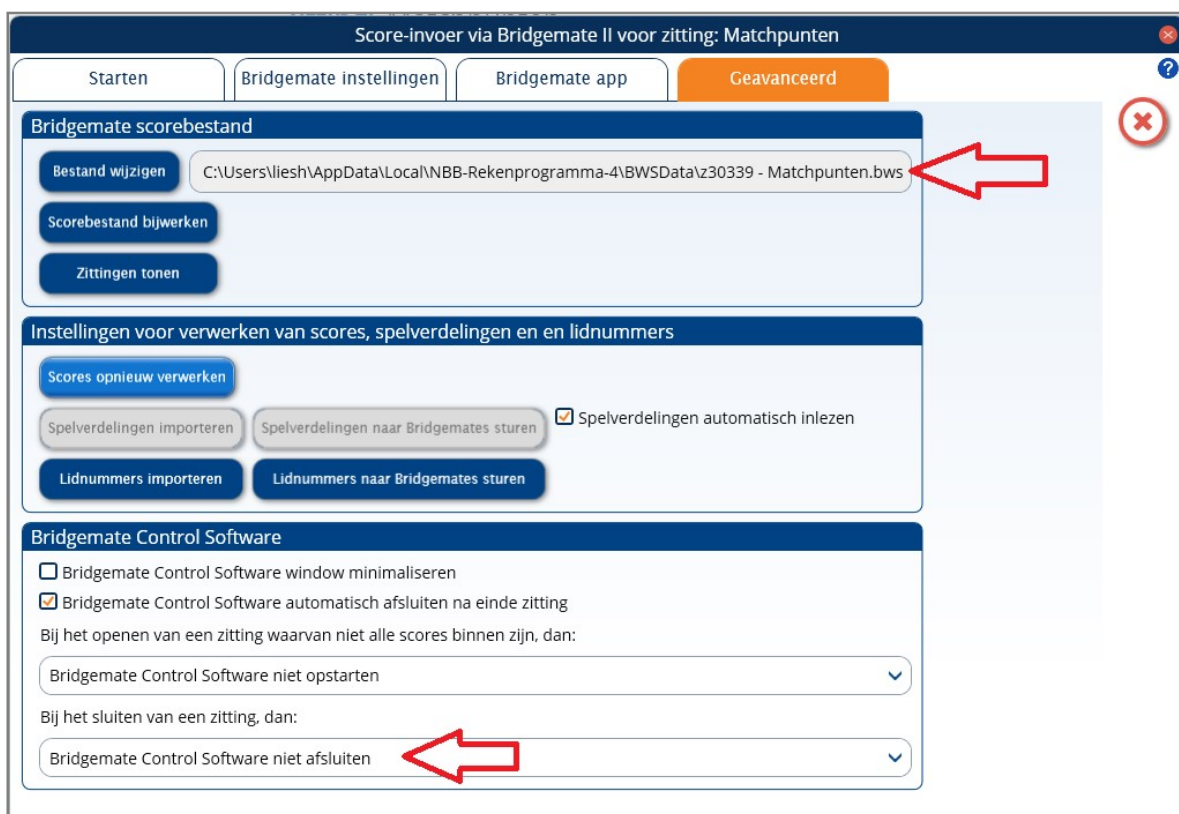 Score-invoer via Bridgemate II voor zitting: Matchpunten
Starten
Bridgemate instellingen
Bridgemate app
Geavanceerd
Bridgemate scorebestand
Bestand wijzigen
C:\Users\liesh\AppData\Local\NBB-Rekenprogramma-4\BWSData\z30339 - Matchpunten.bws
Scorebestand bijwerken
Zittingen tonen
Instellingen voor verwerken van scores, spelverdelingen en en lidnummers
Scores opnieuw verwerken
Spelverdelingen importeren
Spelverdelingen naar Bridgemates sturen
Spelverdelingen automatisch inlezen
Lidnummers importeren
Lidnummers naar Bridgemates sturen
Bridgemate Control Software
Bridgemate Control Software window minimaliseren
Bridgemate Control Software automatisch afsluiten na einde zitting
Bij het openen van een zitting waarvan niet alle scores binnen zijn, dan:
Bridgemate Control Software niet opstarten
Bij het sluiten van een zitting, dan:
Bridgemate Control Software niet afsluiten